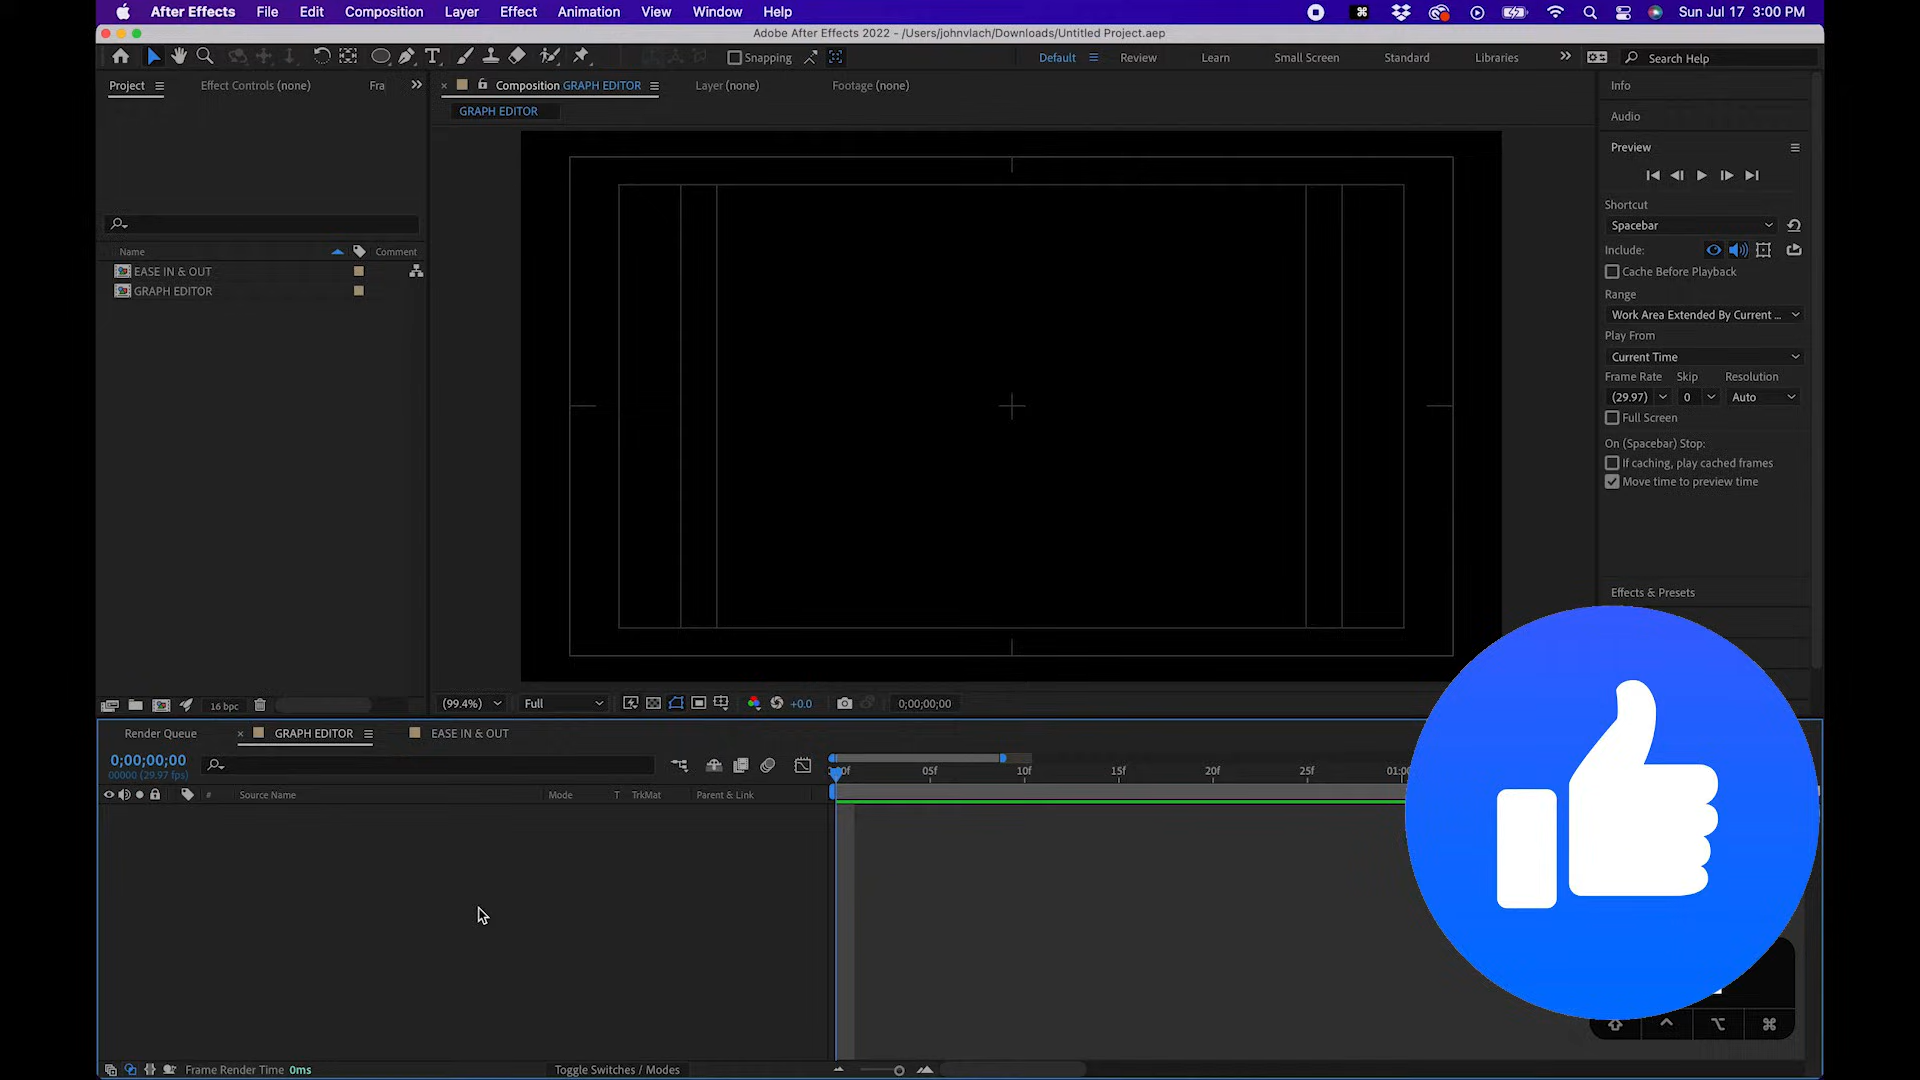 After Effects File Edit Composition Layer Effect Animation View Window Help Sun Jul 17 3:00 PM
Adobe After Effects 2022 - /Users/johnvlach/Downloads/Untitled Project.aep
Snapping Default Review Learn Small Screen Standard Libraries Search Help
Project Effect Controls (none) Fra Composition GRAPH EDITOR Layer (none) Footage (none) Info
GRAPH EDITOR
Audio
Preview
Shortcut
Spacebar
Include:
Name Comment
Cache Before Playback
EASE IN & OUT
GRAPH EDITOR
Range
Work Area Extended By Current ...
Play From
Current Time
Frame Rate Skip Resolution
(29.97) 0 Auto
Full Screen
On (Spacebar) Stop:
If caching, play cached frames
Move time to preview time
Effects & Presets
16 bpc (99.4%) Full +0.0 0;00;00;00
Render Queue GRAPH EDITOR EASE IN & OUT
0;00;00;00
00000 (29.97 fps)
05f 10f 15f 20f 25f
# Source Name Mode T TrkMat Parent & Link
Frame Render Time 0ms Toggle Switches / Modes